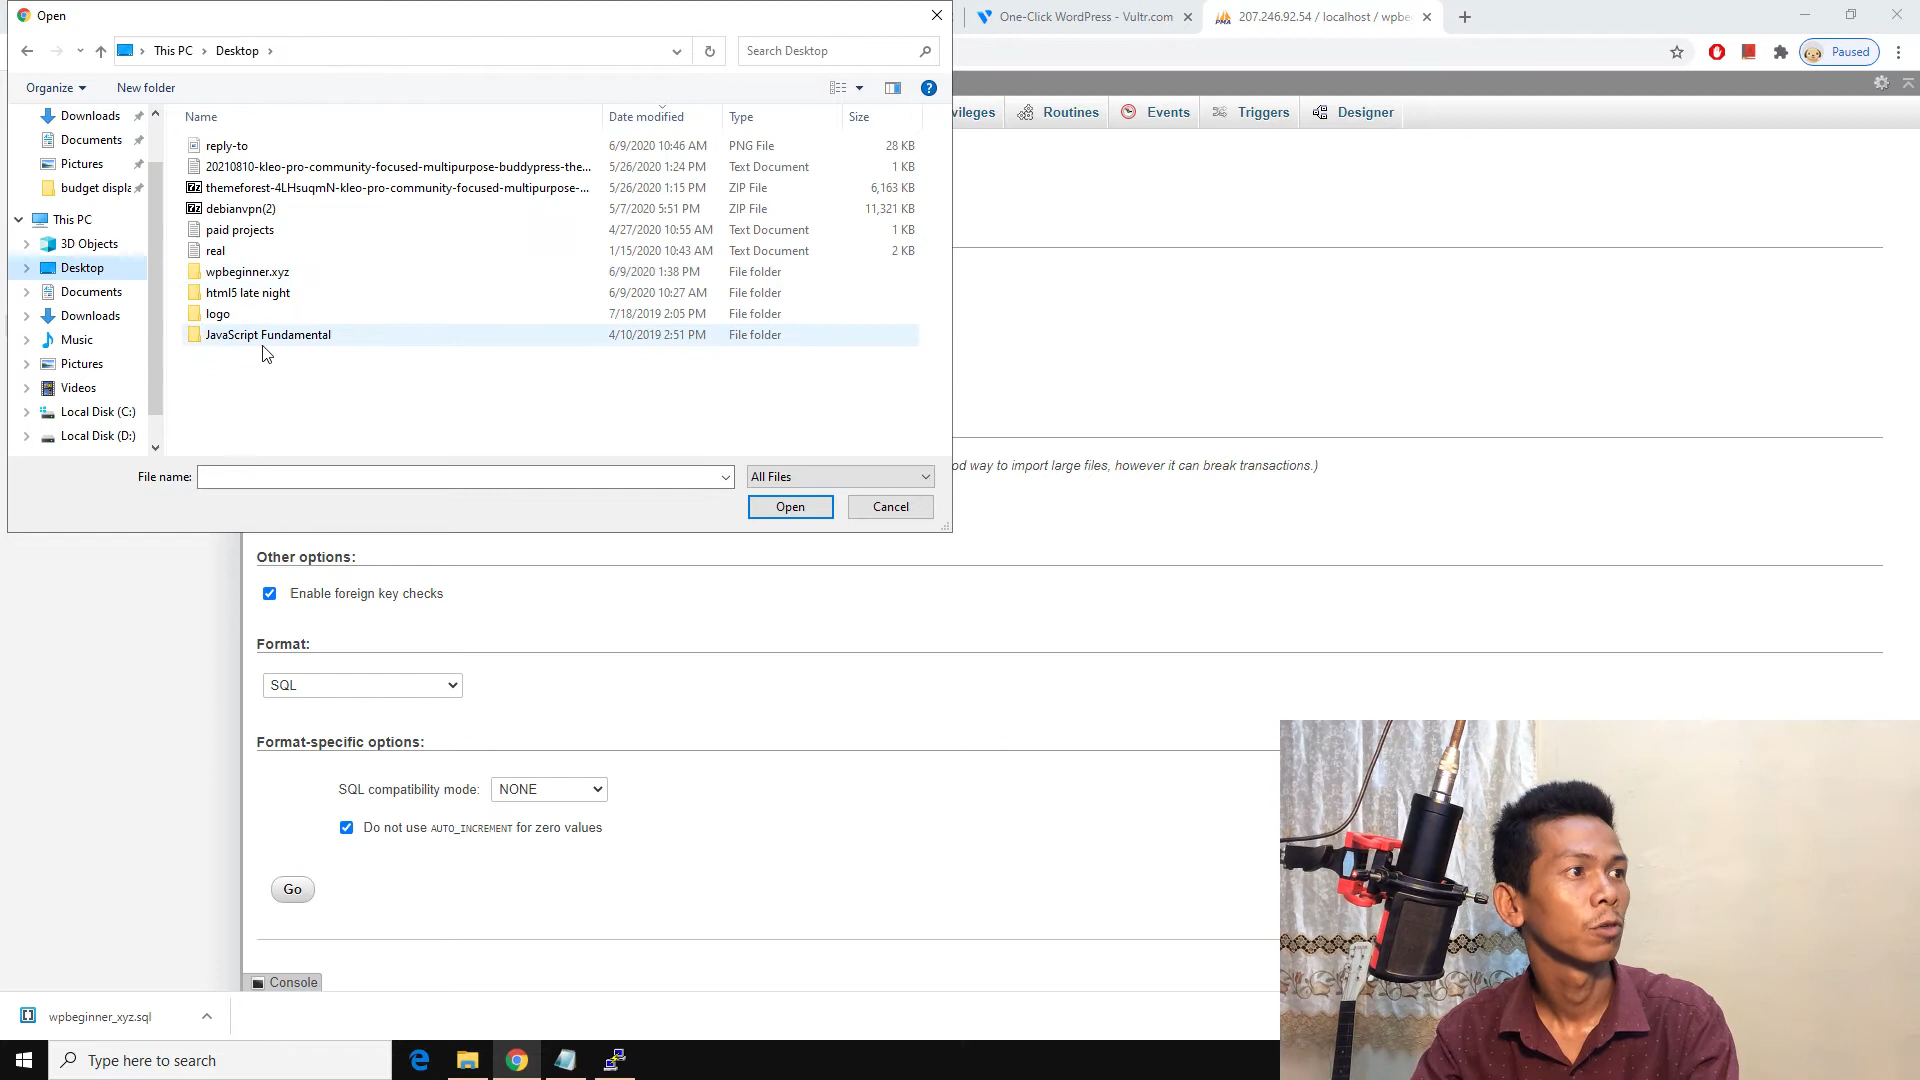 Open
One-Click WordPress - Vultr.com
207.246.92.54 / localhost / wpbe
This PC
Desktop
Search Desktop
Paused
Organize
New folder
Name
Date modified
Type
Size
vileges
Routines
Events
Triggers
Designer
Downloads
Documents
Pictures
budget displa
This PC
3D Objects
Desktop
Documents
Downloads
Music
Pictures
Videos
Local Disk (C:)
Local Disk (D:)
reply-to 6/9/2020 10:46 AM PNG File 28 KB
20210810-kleo-pro-community-focused-multipurpose-buddypress-the... 5/26/2020 1:24 PM Text Document 1 KB
themeforest-4LHsuqmN-kleo-pro-community-focused-multipurpose-... 5/26/2020 1:15 PM ZIP File 6,163 KB
debianvpn(2) 5/7/2020 5:51 PM ZIP File 11,321 KB
paid projects 4/27/2020 10:55 AM Text Document 1 KB
real 1/15/2020 10:43 AM Text Document 2 KB
wpbeginner.xyz 6/9/2020 1:38 PM File folder
html5 late night 6/9/2020 10:27 AM File folder
logo 7/18/2019 2:05 PM File folder
JavaScript Fundamental 4/10/2019 2:51 PM File folder
File name:
All Files
Open
Cancel
od way to import large files, however it can break transactions.)
Other options:
Enable foreign key checks
Format:
SQL
Format-specific options:
SQL compatibility mode: NONE
Do not use AUTO_INCREMENT for zero values
Go
Console
wpbeginner_xyz.sql
Type here to search